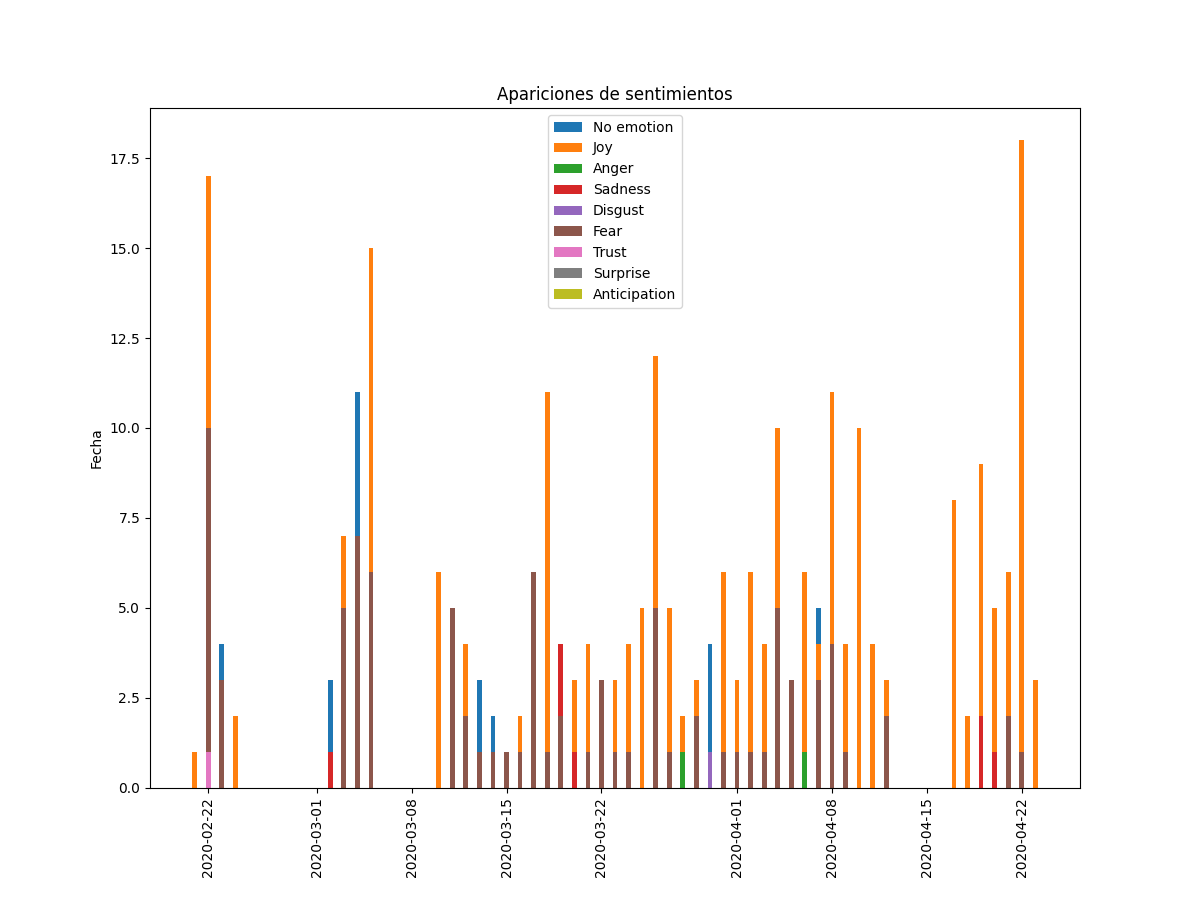 Apariciones de sentimientos
No emotion
Joy
Anger
Sadness
Disgust
Fear
Trust
Surprise
Anticipation
Fecha
17.5
15.0
12.5
10.0
7.5
5.0
2.5
0.0
2020-02-22
2020-03-01
2020-03-08
2020-03-15
2020-03-22
2020-04-01
2020-04-08
2020-04-15
2020-04-22